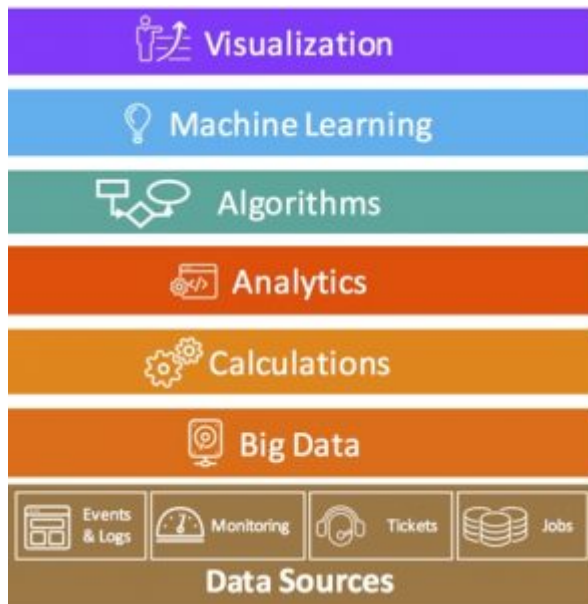 Visualization
Machine Learning
Algorithms
Analytics
Calculations
Big Data
Events
& Logs
Monitoring
Tickets
Jobs
Data Sources